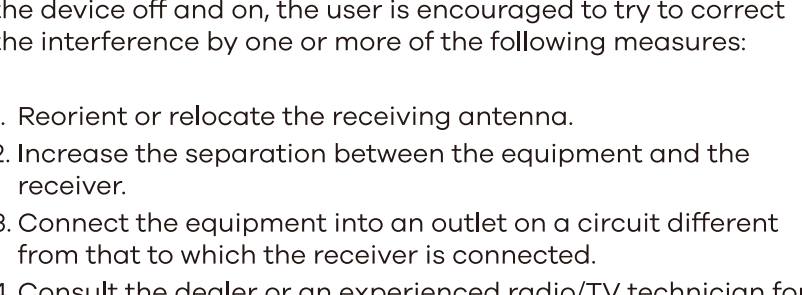 the device off and on, the user is encouraged to try to correct
the interference by one or more of the following measures:
. Reorient or relocate the receiving antenna.
2. Increase the separation between the equipment and the
receiver.
3. Connect the equipment into an outlet on a circuit different
from that to which the receiver is connected.
4. Consult the dealer or an experienced radio/TV technician for